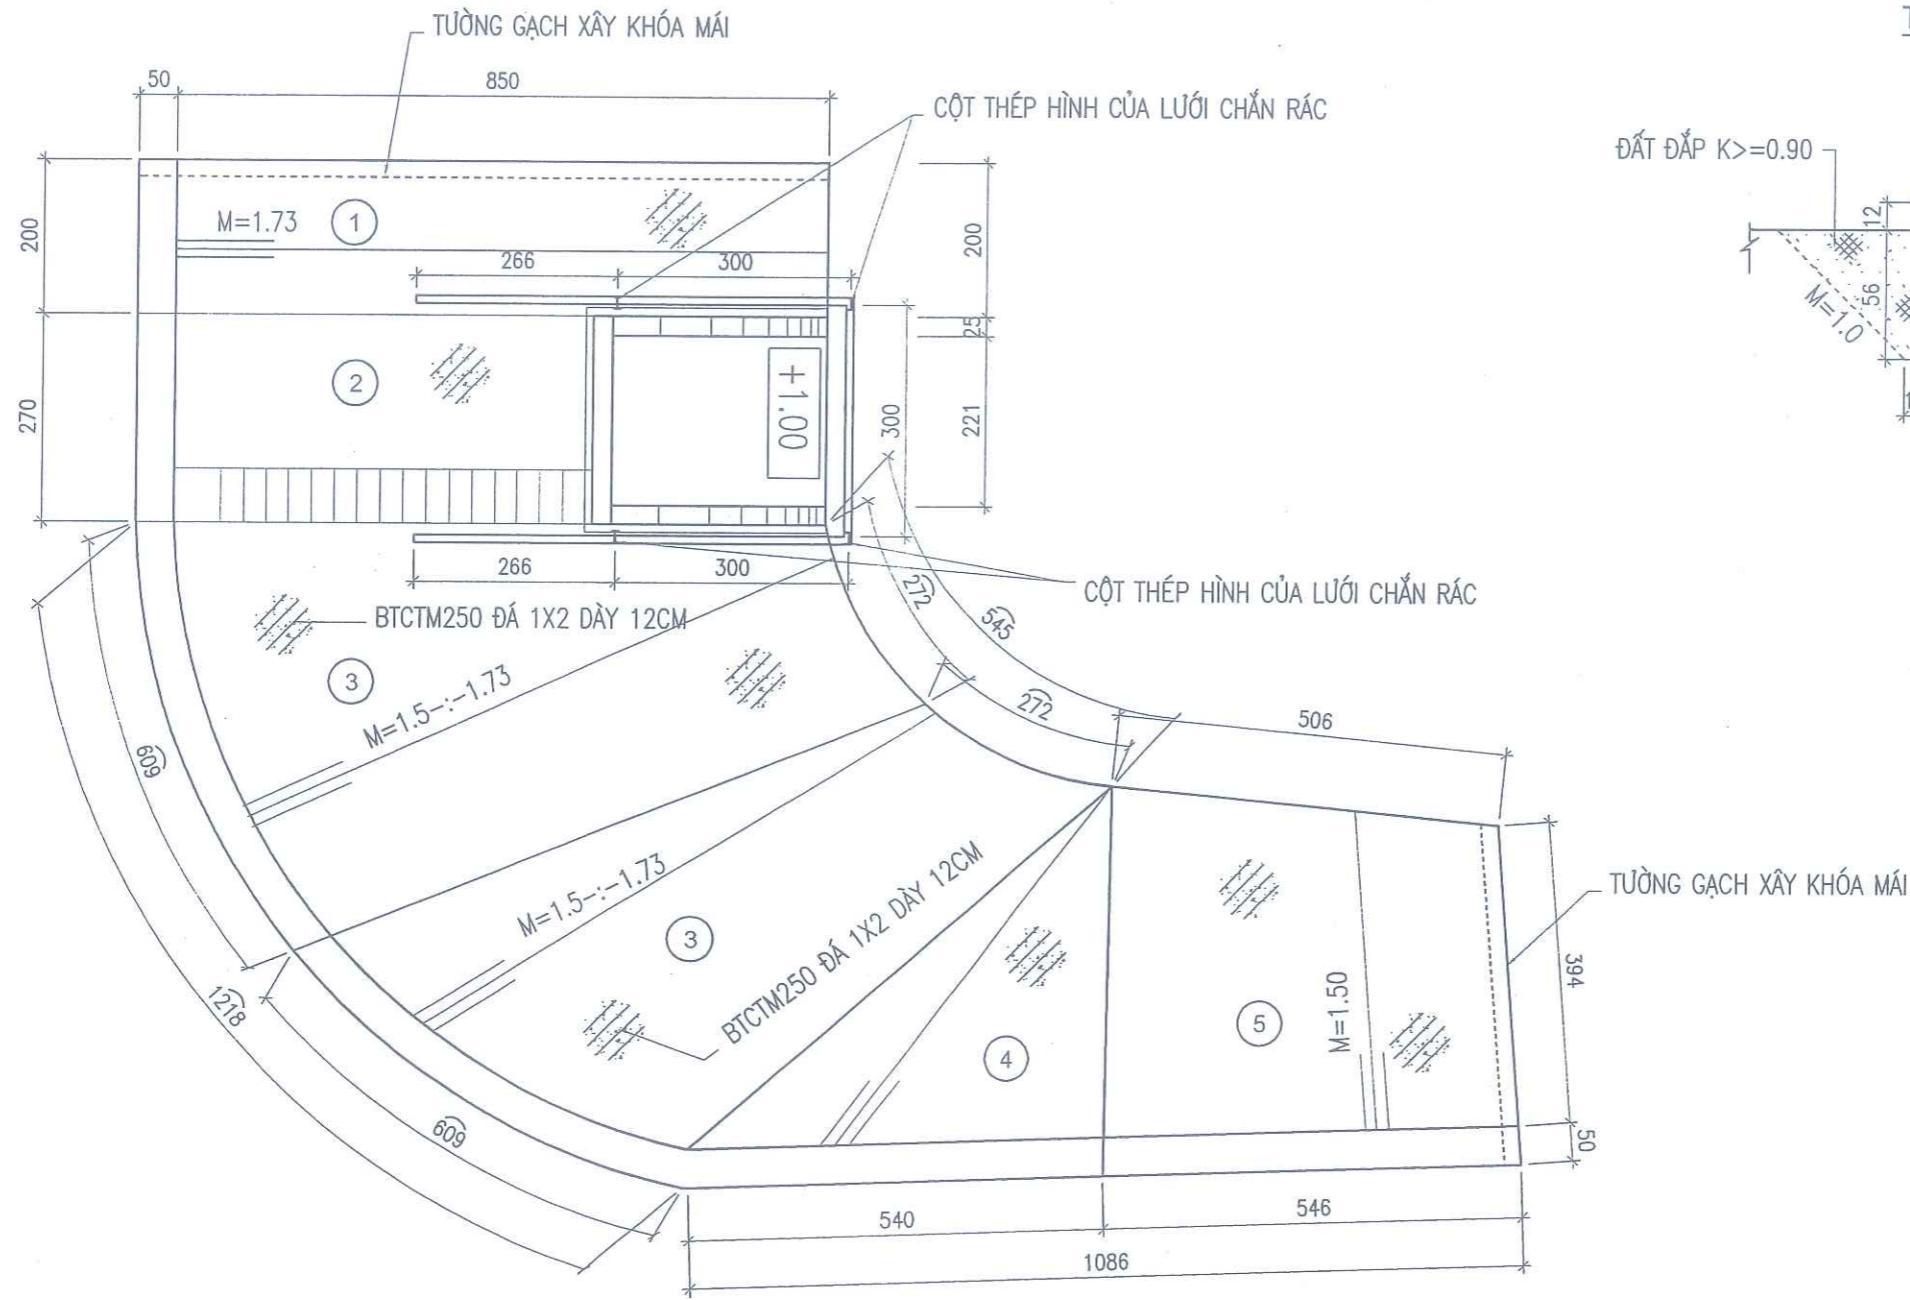 TƯỜNG GẠCH XÂY KHÓA MÁI
50
850
CỘT THÉP HÌNH CỦA LƯỚI CHẮN RÁC
ĐẤT ĐẮP K>=0.90
12
56
M=1.0
200
M=1.73
1
266
300
200
25
270
2
+1.00
300
221
266
300
272
545
CỘT THÉP HÌNH CỦA LƯỚI CHẮN RÁC
BTCTM250 ĐÁ 1X2 DÀY 12CM
3
M=1.5-:-1.73
272
506
609
M=1.5-:-1.73
3
BTCTM250 ĐÁ 1X2 DÀY 12CM
TƯỜNG GẠCH XÂY KHÓA MÁI
394
1218
4
5
M=1.50
609
50
540
546
1086